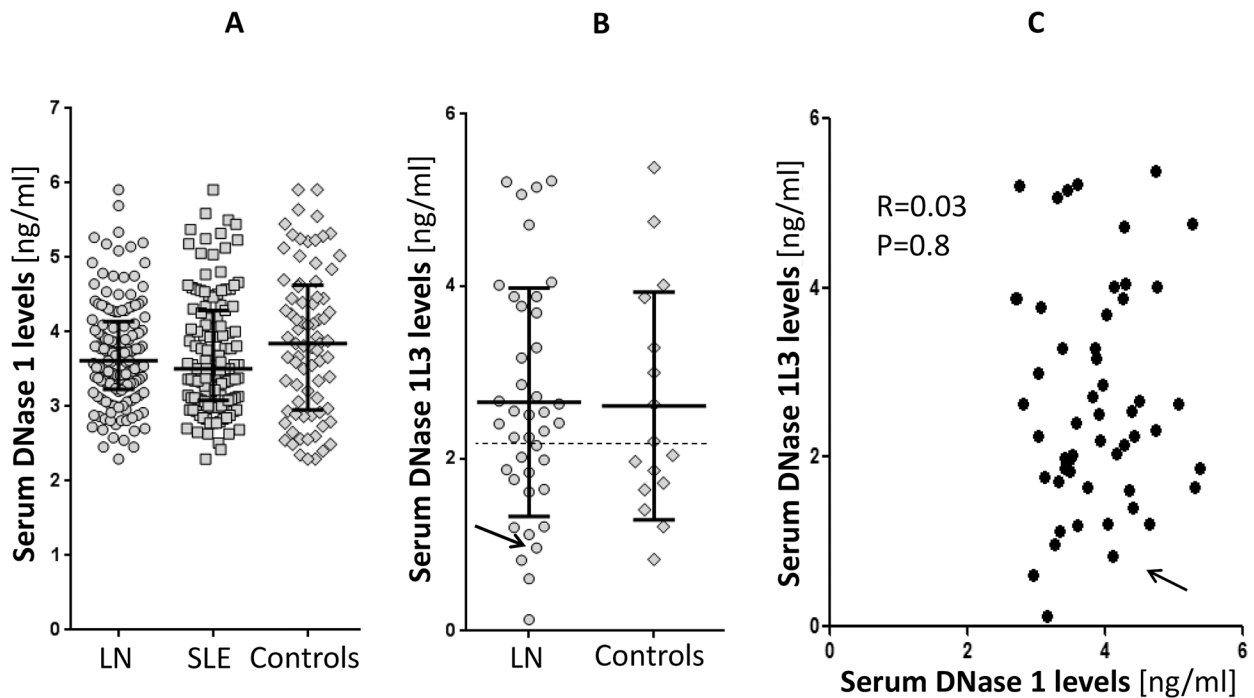 A
B
C
Serum DNase 1 levels [ng/ml]
7
6
5
4
3
2
1
0
LN SLE Controls
Serum DNase 1L3 levels [ng/ml]
6
4
2
0
LN Controls
Serum DNase 1L3 levels [ng/ml]
6
4
2
0
R=0.03
P=0.8
0 2 4 6
Serum DNase 1 levels [ng/ml]